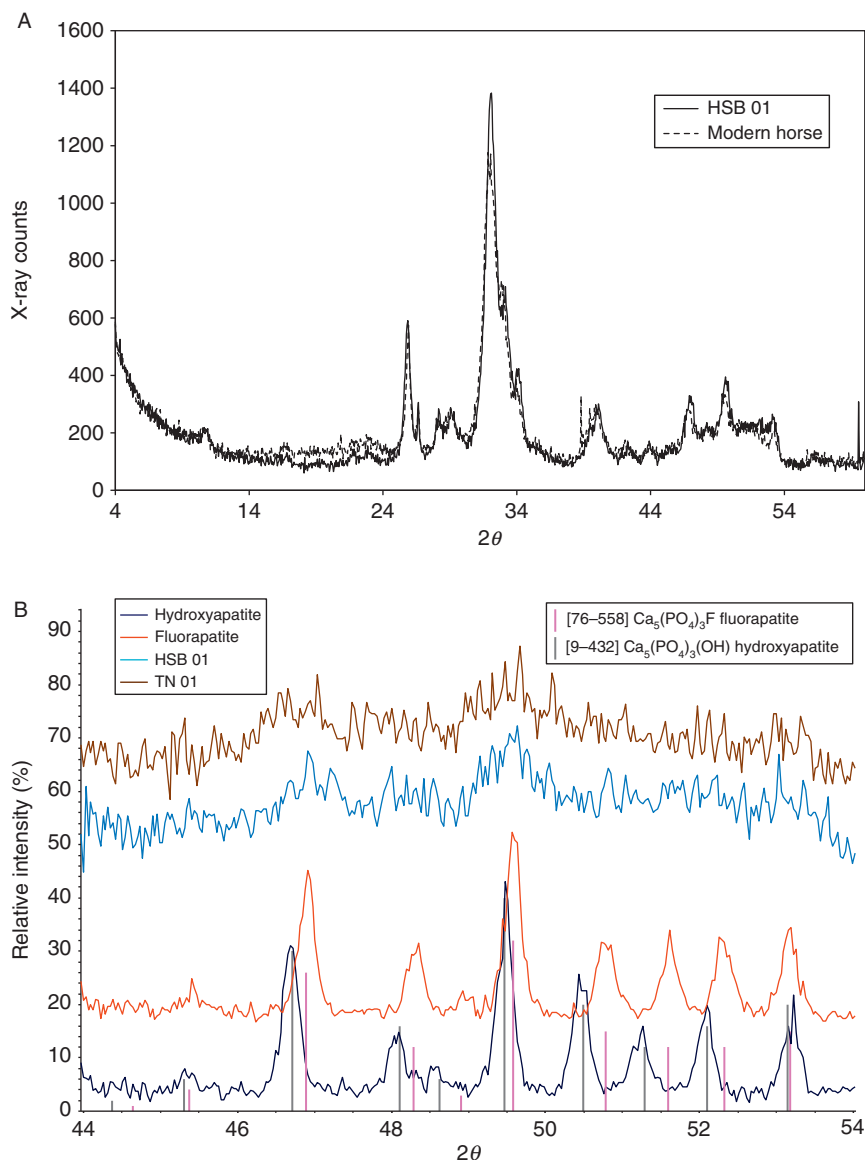 A
1600
1400
1200
1000
800
600
400
200
0
X-ray counts
HSB 01
Modern horse
4 14 24 34 44 54
2θ
B
Hydroxyapatite
Fluorapatite
HSB 01
TN 01
[76–558] Ca₅(PO₄)₃F fluorapatite
[9–432] Ca₅(PO₄)₃(OH) hydroxyapatite
90
80
70
60
50
40
30
20
10
0
Relative intensity (%)
44 46 48 50 52 54
2θ